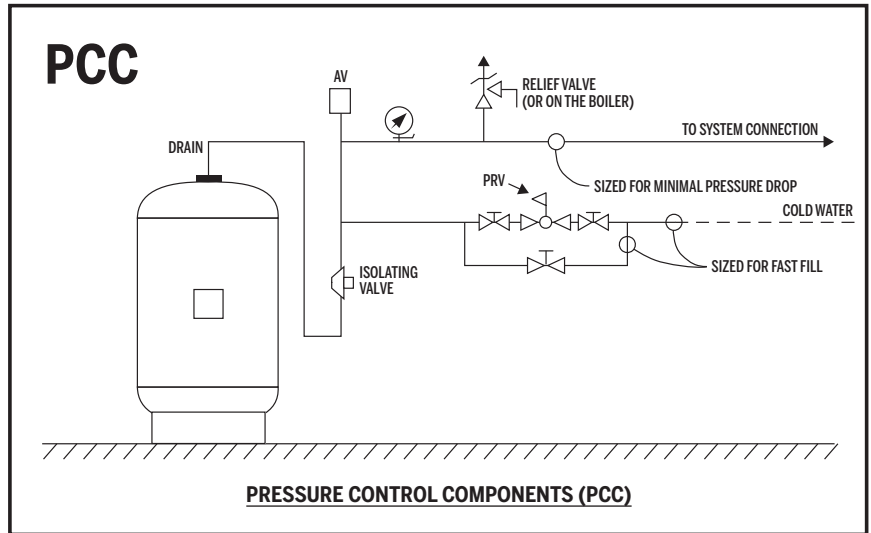 PCC
AV
RELIEF VALVE
(OR ON THE BOILER)
DRAIN
TO SYSTEM CONNECTION
PRV
SIZED FOR MINIMAL PRESSURE DROP
COLD WATER
ISOLATING
VALVE
SIZED FOR FAST FILL
PRESSURE CONTROL COMPONENTS (PCC)